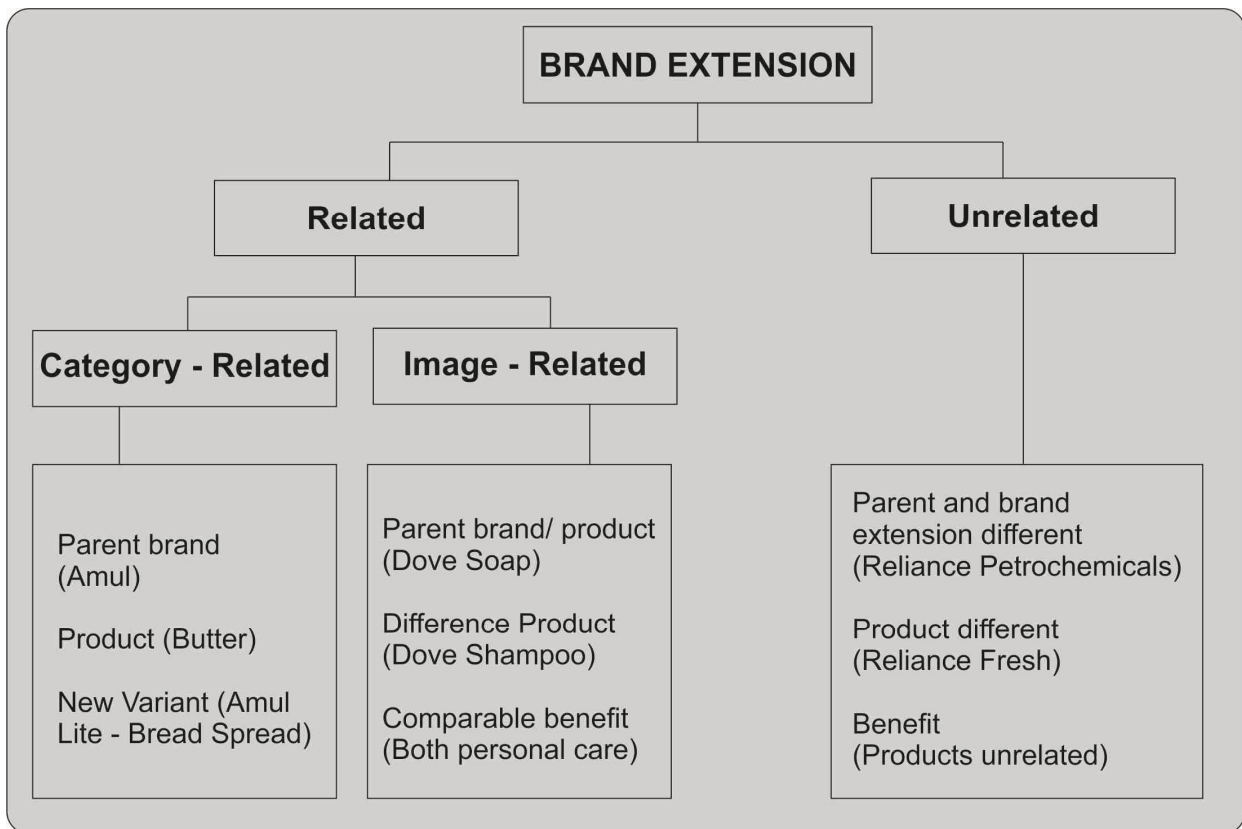 BRAND EXTENSION
Related
Unrelated
Category - Related
Image - Related
Parent brand
(Amul)
Product (Butter)
New Variant (Amul
Lite - Bread Spread)
Parent brand/ product
(Dove Soap)
Difference Product
(Dove Shampoo)
Comparable benefit
(Both personal care)
Parent and brand
extension different
(Reliance Petrochemicals)
Product different
(Reliance Fresh)
Benefit
(Products unrelated)